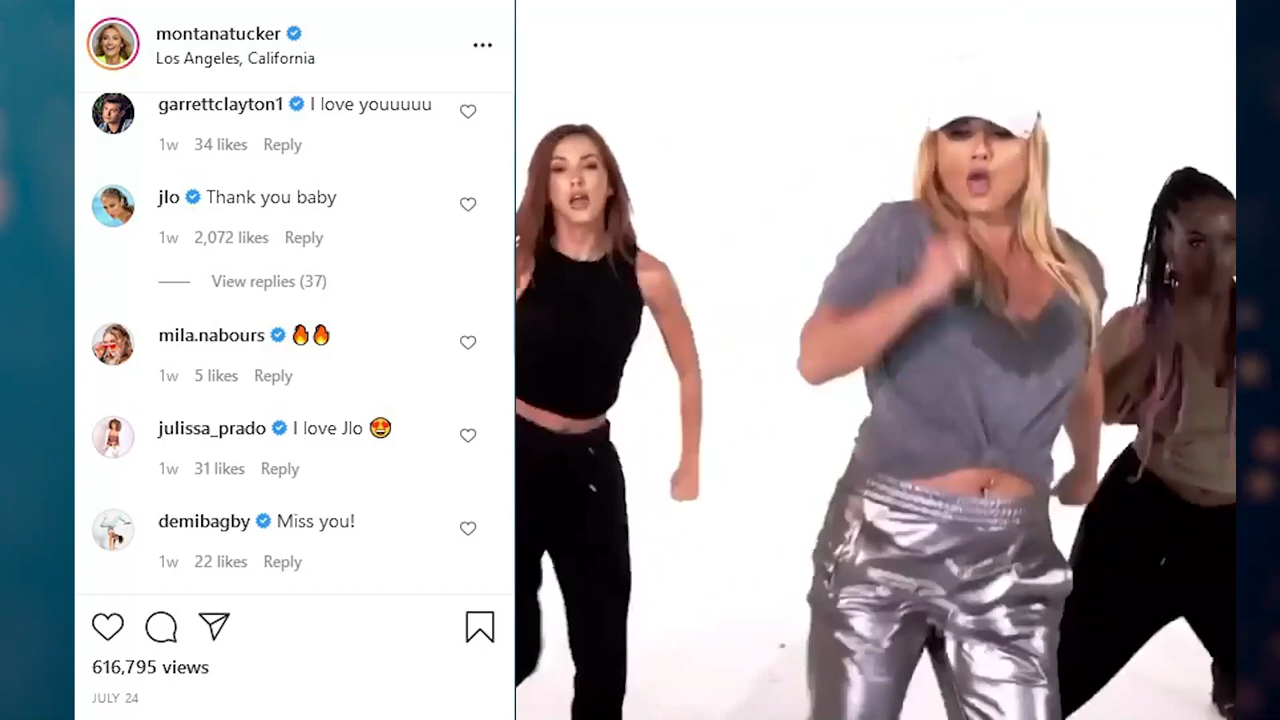 montanatucker
Los Angeles, California
garrettclayton1 I love youuuuu
1w 34 likes Reply
jlo Thank you baby
1w 2,072 likes Reply
View replies (37)
mila.nabours 🔥🔥
1w 5 likes Reply
julissa_prado I love Jlo 😍
1w 31 likes Reply
demibagby Miss you!
1w 22 likes Reply
616,795 views
JULY 24